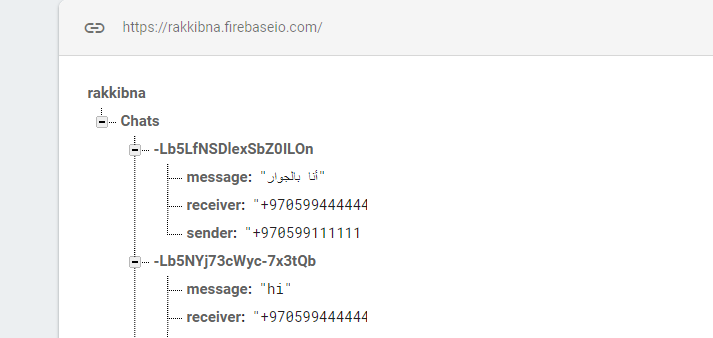 https://rakkibna.firebaseio.com/
rakkibna
Chats
-Lb5LfNSDlexSbZ0ILOn
message: "أنا بالجوار"
receiver: "+970599444444
sender: "+970599111111
-Lb5NYj73cWyc-7x3tQb
message: "hi"
receiver: "+970599444444